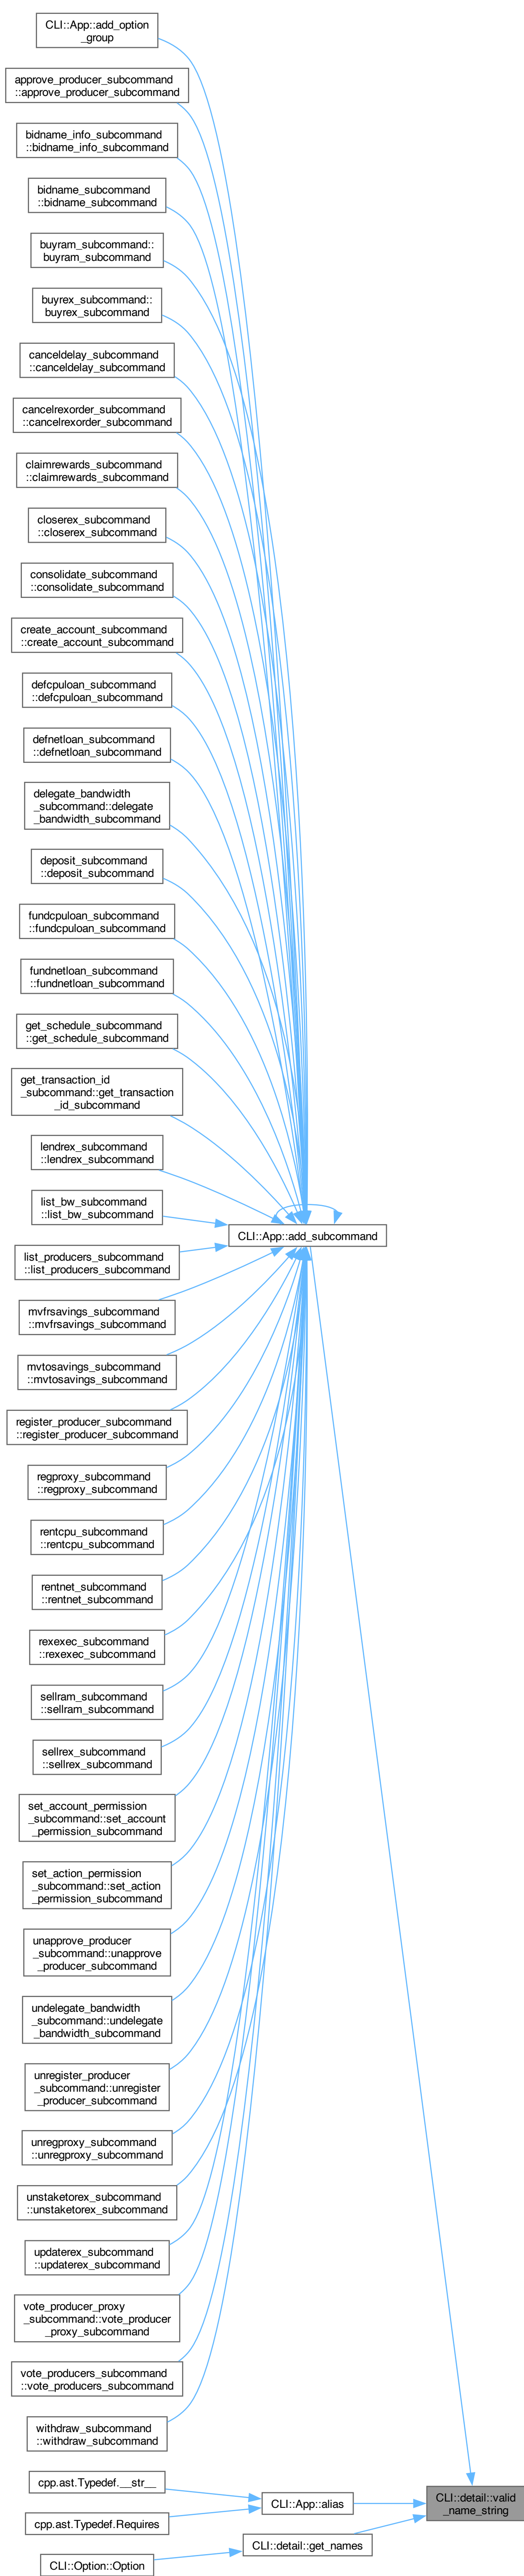 CLI::App::add_option
_group
approve_producer_subcommand
::approve_producer_subcommand
bidname_info_subcommand
::bidname_info_subcommand
bidname_subcommand
::bidname_subcommand
buyram_subcommand::
buyram_subcommand
buyrex_subcommand::
buyrex_subcommand
canceldelay_subcommand
::canceldelay_subcommand
cancelrexorder_subcommand
::cancelrexorder_subcommand
claimrewards_subcommand
::claimrewards_subcommand
closerex_subcommand
::closerex_subcommand
consolidate_subcommand
::consolidate_subcommand
create_account_subcommand
::create_account_subcommand
defcpuloan_subcommand
::defcpuloan_subcommand
defnetloan_subcommand
::defnetloan_subcommand
delegate_bandwidth
_subcommand::delegate
_bandwidth_subcommand
deposit_subcommand
::deposit_subcommand
fundcpuloan_subcommand
::fundcpuloan_subcommand
fundnetloan_subcommand
::fundnetloan_subcommand
get_schedule_subcommand
::get_schedule_subcommand
get_transaction_id
_subcommand::get_transaction
_id_subcommand
lendrex_subcommand
::lendrex_subcommand
list_bw_subcommand
::list_bw_subcommand
CLI::App::add_subcommand
list_producers_subcommand
::list_producers_subcommand
mvfrsavings_subcommand
::mvfrsavings_subcommand
mvtosavings_subcommand
::mvtosavings_subcommand
register_producer_subcommand
::register_producer_subcommand
regproxy_subcommand
::regproxy_subcommand
rentcpu_subcommand
::rentcpu_subcommand
rentnet_subcommand
::rentnet_subcommand
rexexec_subcommand
::rexexec_subcommand
sellram_subcommand
::sellram_subcommand
sellrex_subcommand
::sellrex_subcommand
set_account_permission
_subcommand::set_account
_permission_subcommand
set_action_permission
_subcommand::set_action
_permission_subcommand
unapprove_producer
_subcommand::unapprove
_producer_subcommand
undelegate_bandwidth
_subcommand::undelegate
_bandwidth_subcommand
unregister_producer
_subcommand::unregister
_producer_subcommand
unregproxy_subcommand
::unregproxy_subcommand
unstaketorex_subcommand
::unstaketorex_subcommand
updaterex_subcommand
::updaterex_subcommand
vote_producer_proxy
_subcommand::vote_producer
_proxy_subcommand
vote_producers_subcommand
::vote_producers_subcommand
withdraw_subcommand
::withdraw_subcommand
cpp.ast.Typedef.__str__
CLI::App::alias
CLI::detail::valid
_name_string
cpp.ast.Typedef.Requires
CLI::detail::get_names
CLI::Option::Option